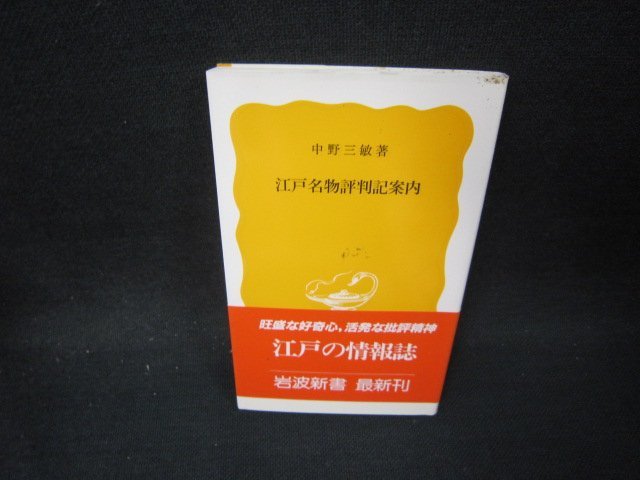 中野三敏著
江戸名物評判記案内
旺盛な好奇心，活発な批評精神
江戸の情報誌
岩波新書 最新刊